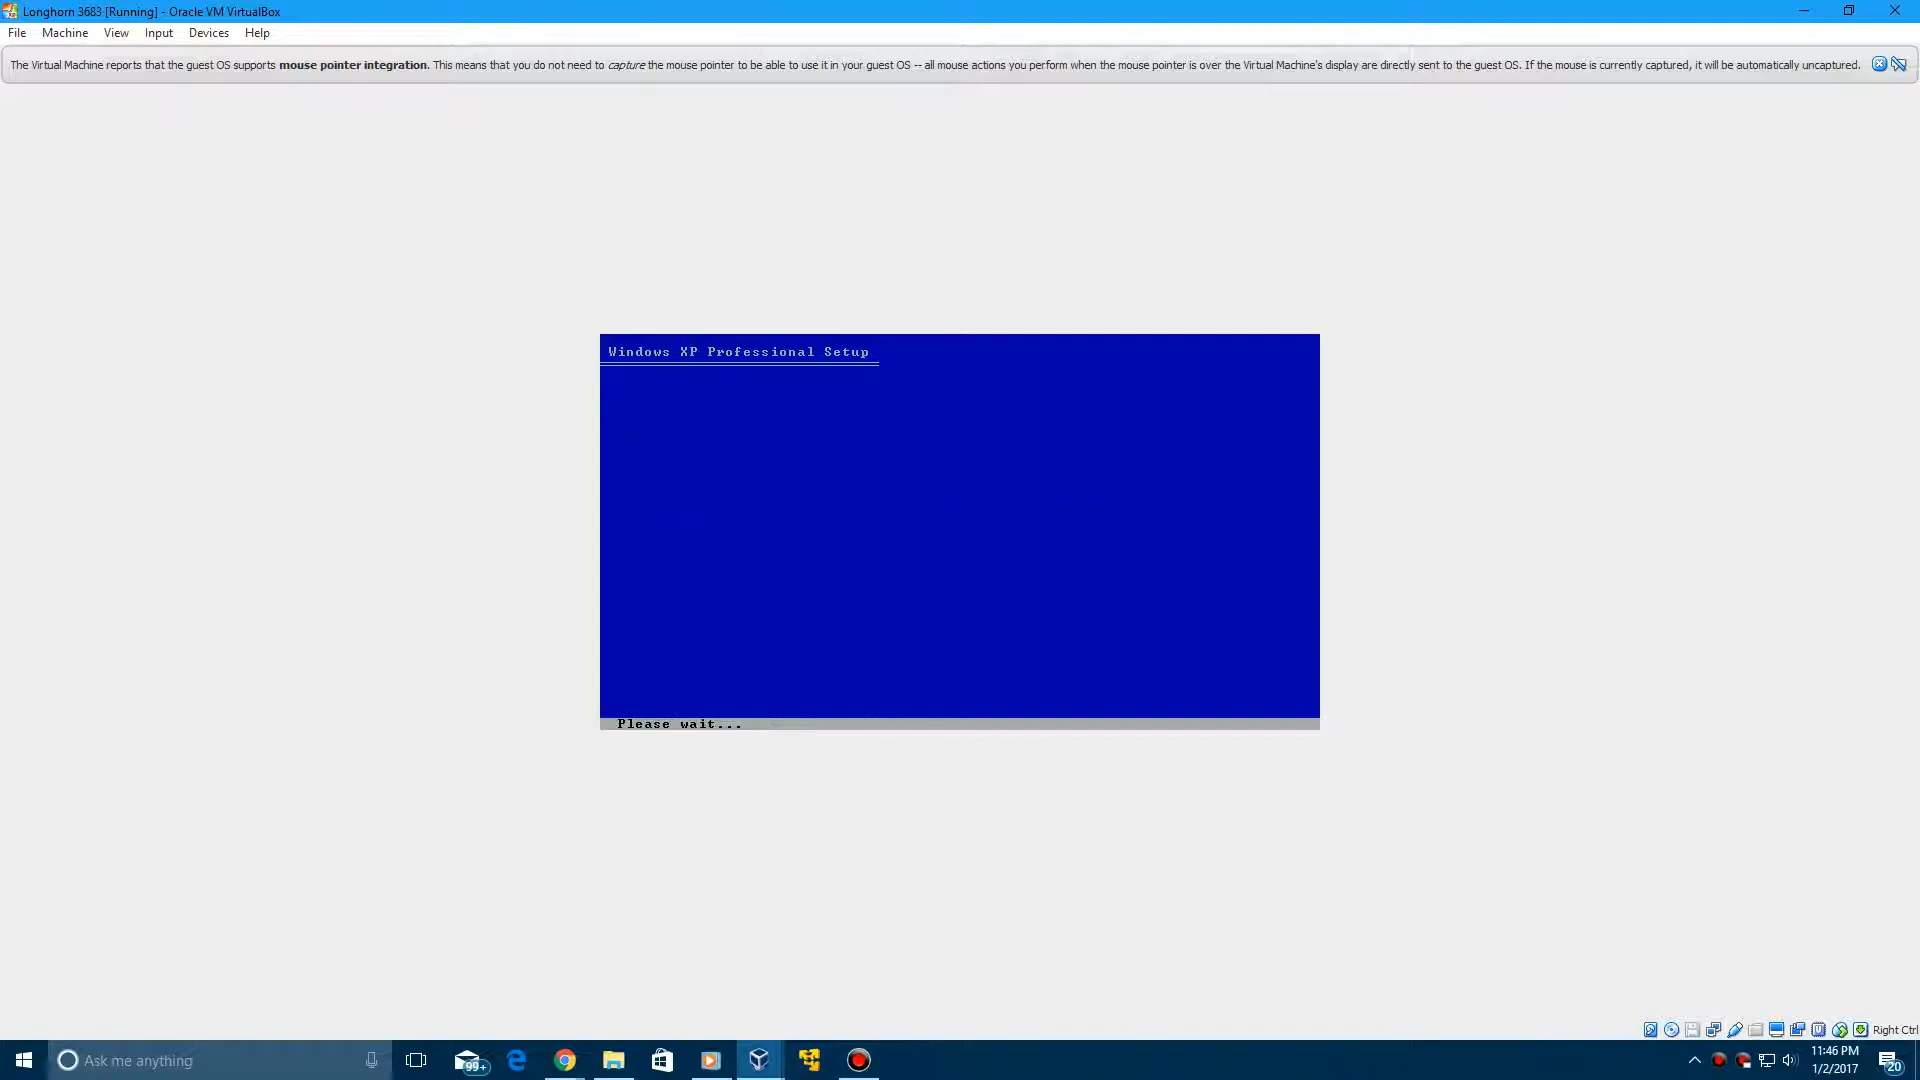 Longhorn 3683 [Running] - Oracle VM VirtualBox
File Machine View Input Devices Help
The Virtual Machine reports that the guest OS supports mouse pointer integration. This means that you do not need to capture the mouse pointer to be able to use it in your guest OS -- all mouse actions you perform when the mouse pointer is over the Virtual Machine's display are directly sent to the guest OS. If the mouse is currently captured, it will be automatically uncaptured.
Windows XP Professional Setup
Please wait...
Right Ctrl
Ask me anything
99+
11:46 PM
1/2/2017
20